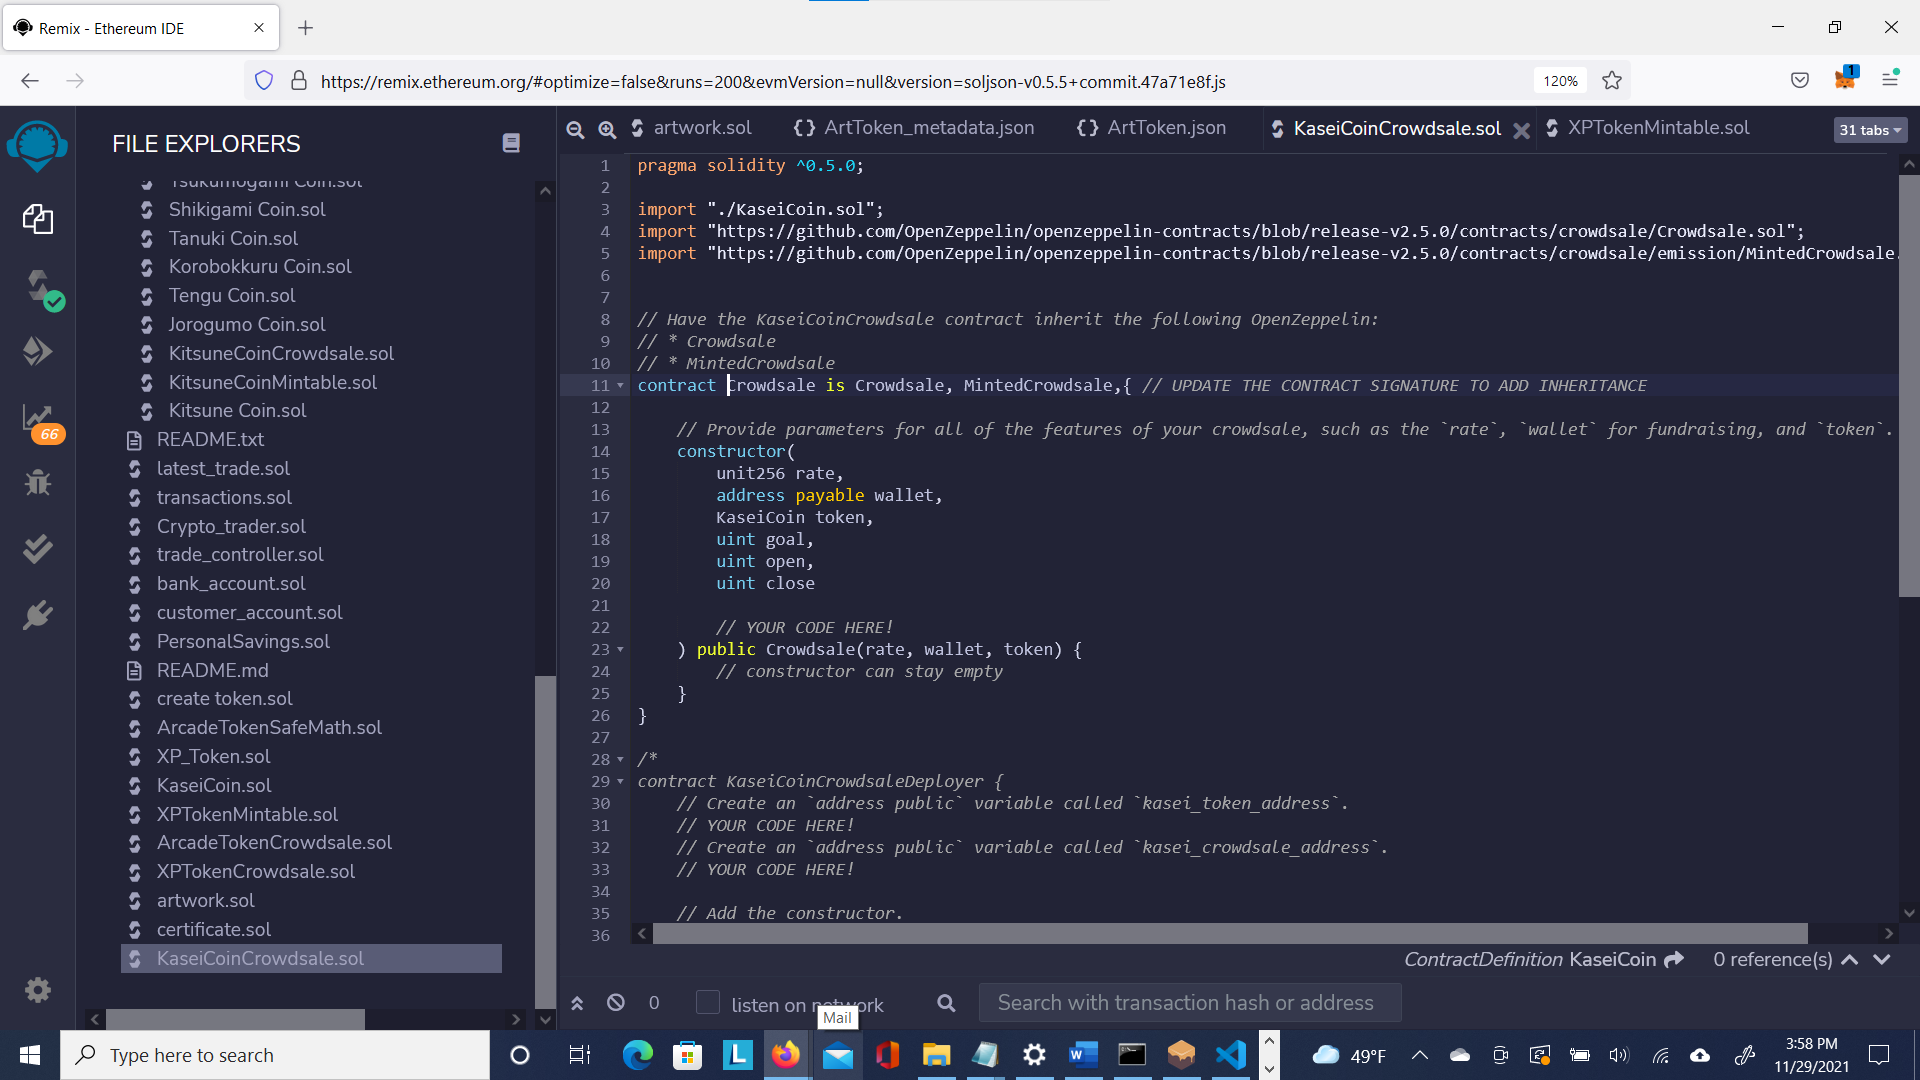 Remix - Ethereum IDE
https://remix.ethereum.org/#optimize=false&runs=200&evmVersion=null&version=soljson-v0.5.5+commit.47a71e8f.js
120%
1
FILE EXPLORERS
artwork.sol
{} ArtToken_metadata.json
{} ArtToken.json
KaseiCoinCrowdsale.sol
XPTokenMintable.sol
31 tabs
Tsukumogami Coin.sol
Shikigami Coin.sol
Tanuki Coin.sol
Korobokkuru Coin.sol
Tengu Coin.sol
Jorogumo Coin.sol
KitsuneCoinCrowdsale.sol
KitsuneCoinMintable.sol
Kitsune Coin.sol
README.txt
latest_trade.sol
transactions.sol
Crypto_trader.sol
trade_controller.sol
bank_account.sol
customer_account.sol
PersonalSavings.sol
README.md
create token.sol
ArcadeTokenSafeMath.sol
XP_Token.sol
KaseiCoin.sol
XPTokenMintable.sol
ArcadeTokenCrowdsale.sol
XPTokenCrowdsale.sol
artwork.sol
certificate.sol
KaseiCoinCrowdsale.sol
66
1 pragma solidity ^0.5.0;
2
3 import "./KaseiCoin.sol";
4 import "https://github.com/OpenZeppelin/openzeppelin-contracts/blob/release-v2.5.0/contracts/crowdsale/Crowdsale.sol";
5 import "https://github.com/OpenZeppelin/openzeppelin-contracts/blob/release-v2.5.0/contracts/crowdsale/emission/MintedCrowdsale.
6
7
8 // Have the KaseiCoinCrowdsale contract inherit the following OpenZeppelin:
9 // * Crowdsale
10 // * MintedCrowdsale
11 contract Crowdsale is Crowdsale, MintedCrowdsale,{ // UPDATE THE CONTRACT SIGNATURE TO ADD INHERITANCE
12
13 // Provide parameters for all of the features of your crowdsale, such as the `rate`, `wallet` for fundraising, and `token`.
14 constructor(
15 unit256 rate,
16 address payable wallet,
17 KaseiCoin token,
18 uint goal,
19 uint open,
20 uint close
21
22 // YOUR CODE HERE!
23 ) public Crowdsale(rate, wallet, token) {
24 // constructor can stay empty
25 }
26 }
27
28 /*
29 contract KaseiCoinCrowdsaleDeployer {
30 // Create an `address public` variable called `kasei_token_address`.
31 // YOUR CODE HERE!
32 // Create an `address public` variable called `kasei_crowdsale_address`.
33 // YOUR CODE HERE!
34
35 // Add the constructor.
36
ContractDefinition KaseiCoin 0 reference(s)
0
listen on network
Search with transaction hash or address
Mail
Type here to search
49°F
3:58 PM
11/29/2021